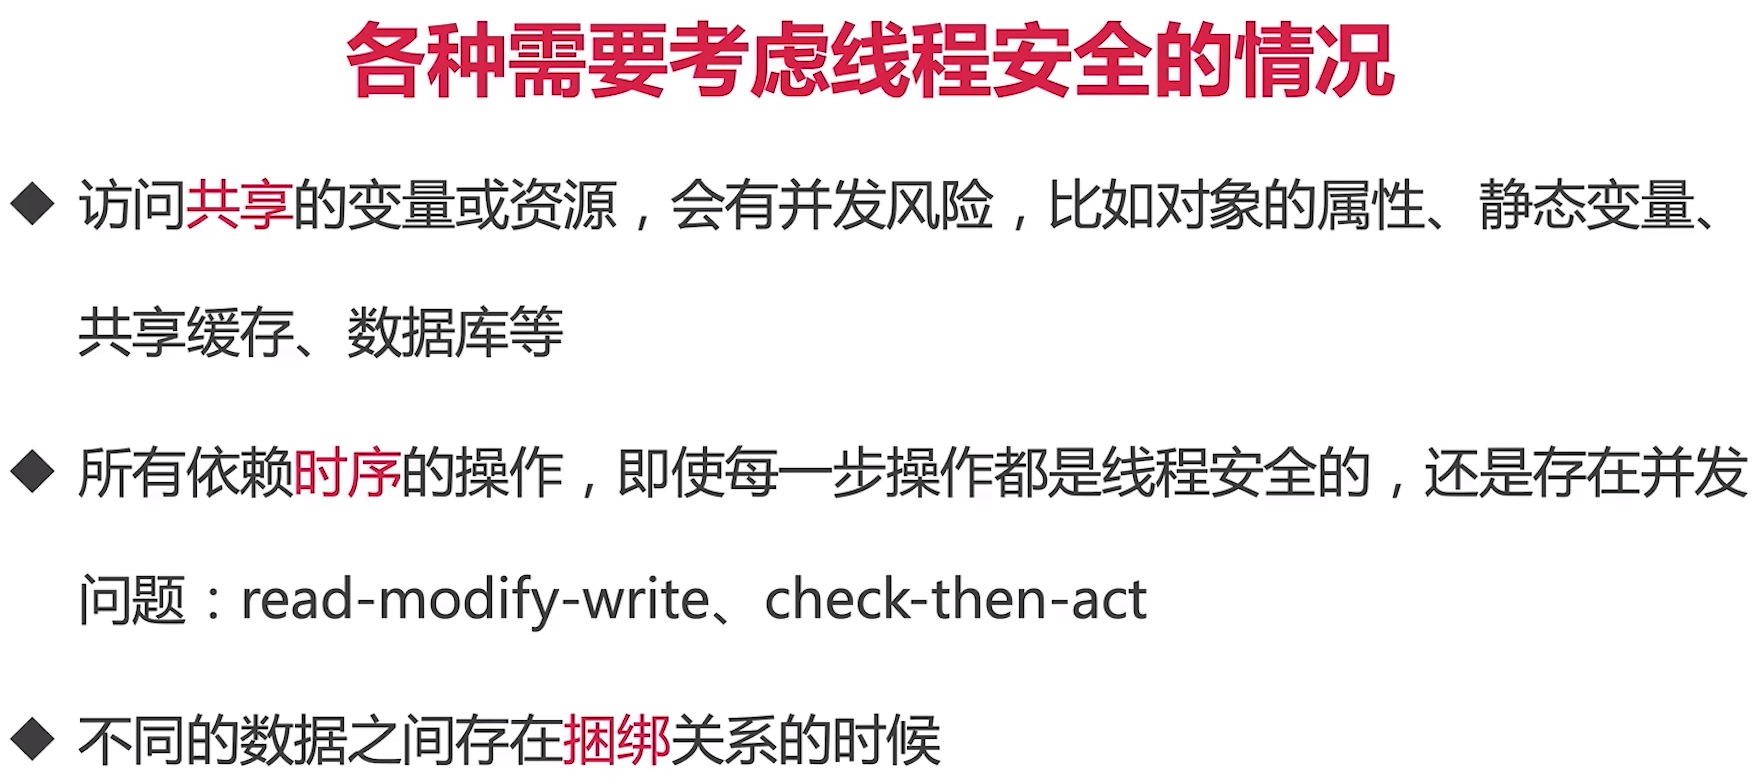 各种需要考虑线程安全的情况
◆ 访问共享的变量或资源，会有并发风险，比如对象的属性、静态变量、
共享缓存、数据库等
◆ 所有依赖时序的操作，即使每一步操作都是线程安全的，还是存在并发
问题：read-modify-write、check-then-act
◆ 不同的数据之间存在捆绑关系的时候